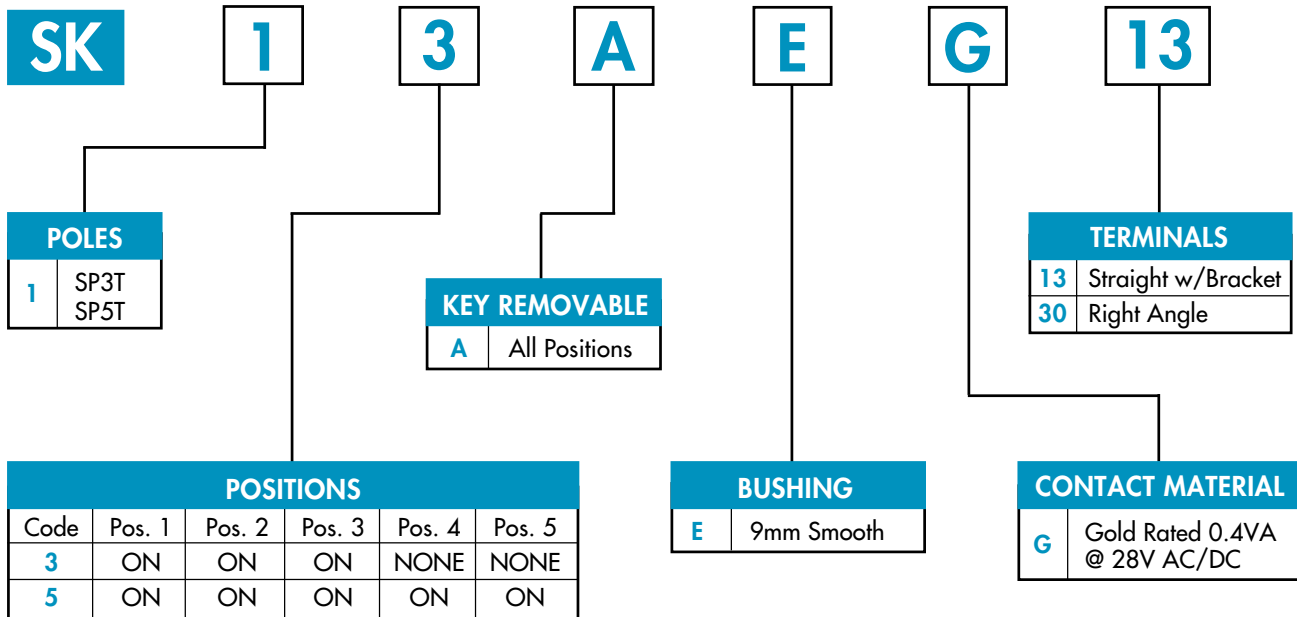 SK 1 3 A E G 13
POLES
1 SP3T
SP5T
KEY REMOVABLE
A All Positions
TERMINALS
13 Straight w/Bracket
30 Right Angle
POSITIONS
Code Pos. 1 Pos. 2 Pos. 3 Pos. 4 Pos. 5
3 ON ON ON NONE NONE
5 ON ON ON ON ON
BUSHING
E 9mm Smooth
CONTACT MATERIAL
G Gold Rated 0.4VA
@ 28V AC/DC